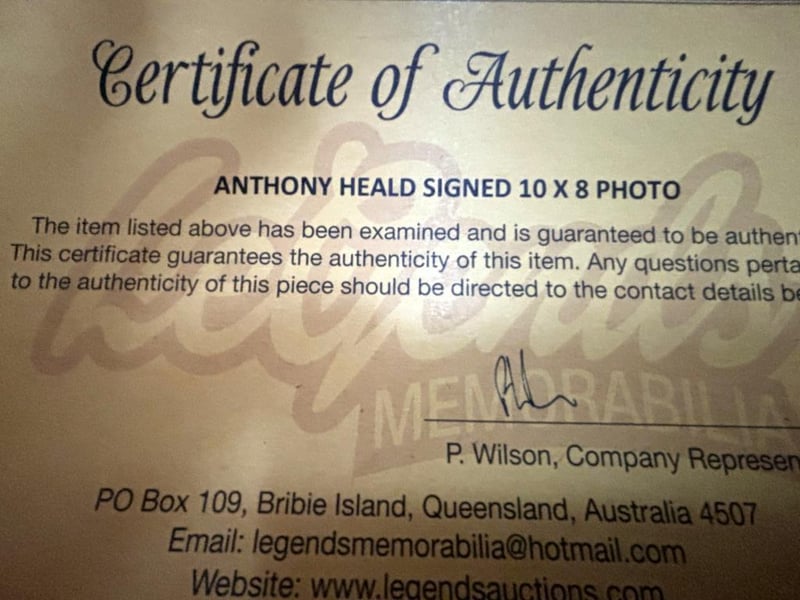 Certificate of Authenticity
ANTHONY HEALD SIGNED 10 X 8 PHOTO
The item listed above has been examined and is guaranteed to be authen
This certificate guarantees the authenticity of this item. Any questions perta
to the authenticity of this piece should be directed to the contact details be
Legends
MEMORABILIA
P. Wilson, Company Represen
PO Box 109, Bribie Island, Queensland, Australia 4507
Email: legendsmemorabilia@hotmail.com
Website: www.legendsauctions.com